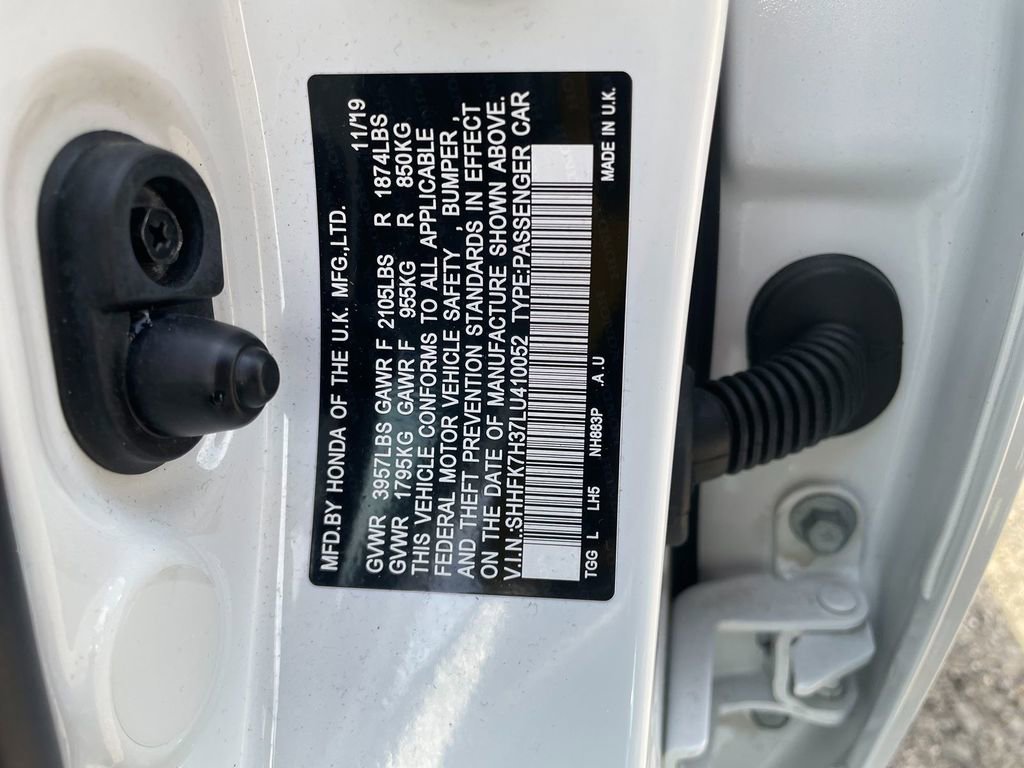 MFD.BY HONDA OF THE U.K. MFG.,LTD. 11/19
GVWR 3957LBS GAWR F 2105LBS R 1874LBS
GVWR 1795KG GAWR F 955KG R 850KG
THIS VEHICLE CONFORMS TO ALL APPLICABLE
FEDERAL MOTOR VEHICLE SAFETY , BUMPER ,
AND THEFT PREVENTION STANDARDS IN EFFECT
ON THE DATE OF MANUFACTURE SHOWN ABOVE.
V.I.N.:SHHFK7H37LU410052 TYPE:PASSENGER CAR
TGG L LH5 NH883P .A.U MADE IN U.K.